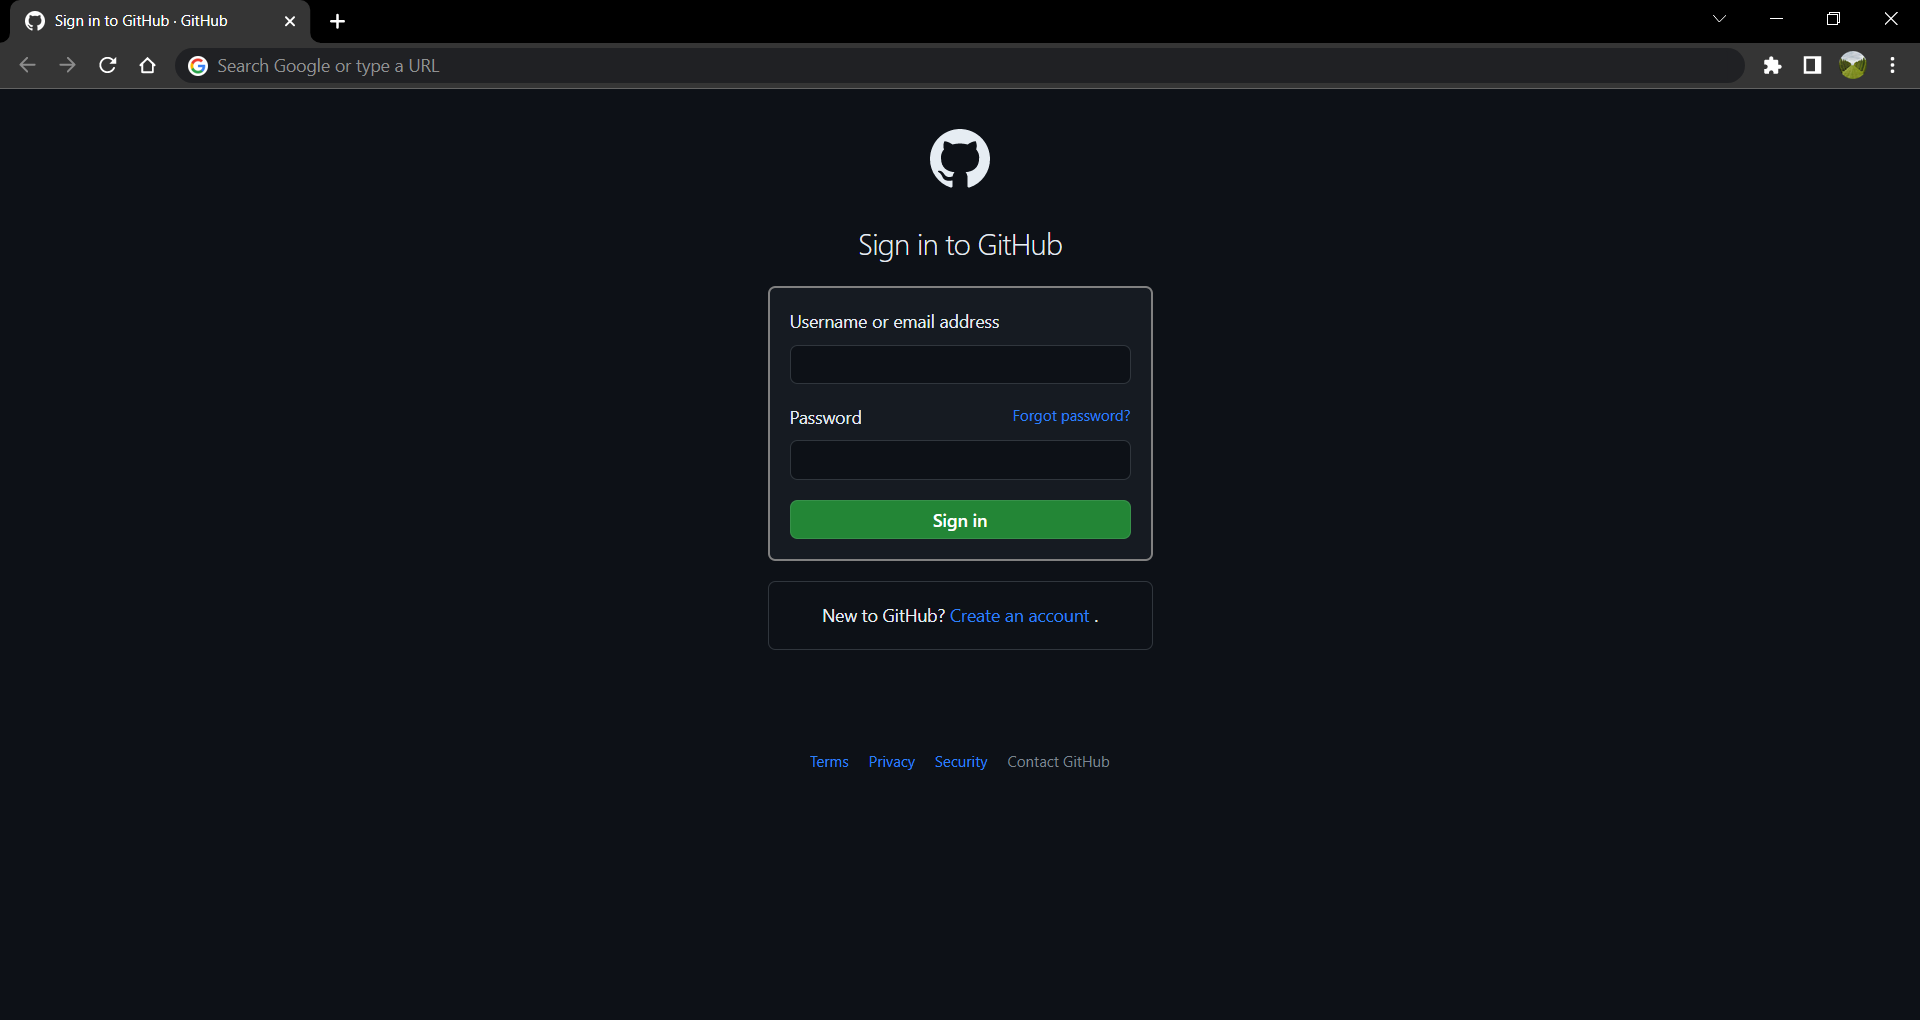 Sign in to GitHub · GitHub
Search Google or type a URL
Sign in to GitHub
Username or email address
Password Forgot password?
Sign in
New to GitHub? Create an account .
Terms Privacy Security Contact GitHub